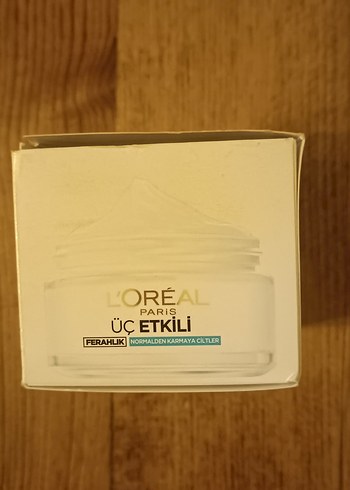 L'ORÉAL
PARIS
ÜÇ ETKİLİ
FERAHLIK NORMALDEN KARMAYA CİLTLER